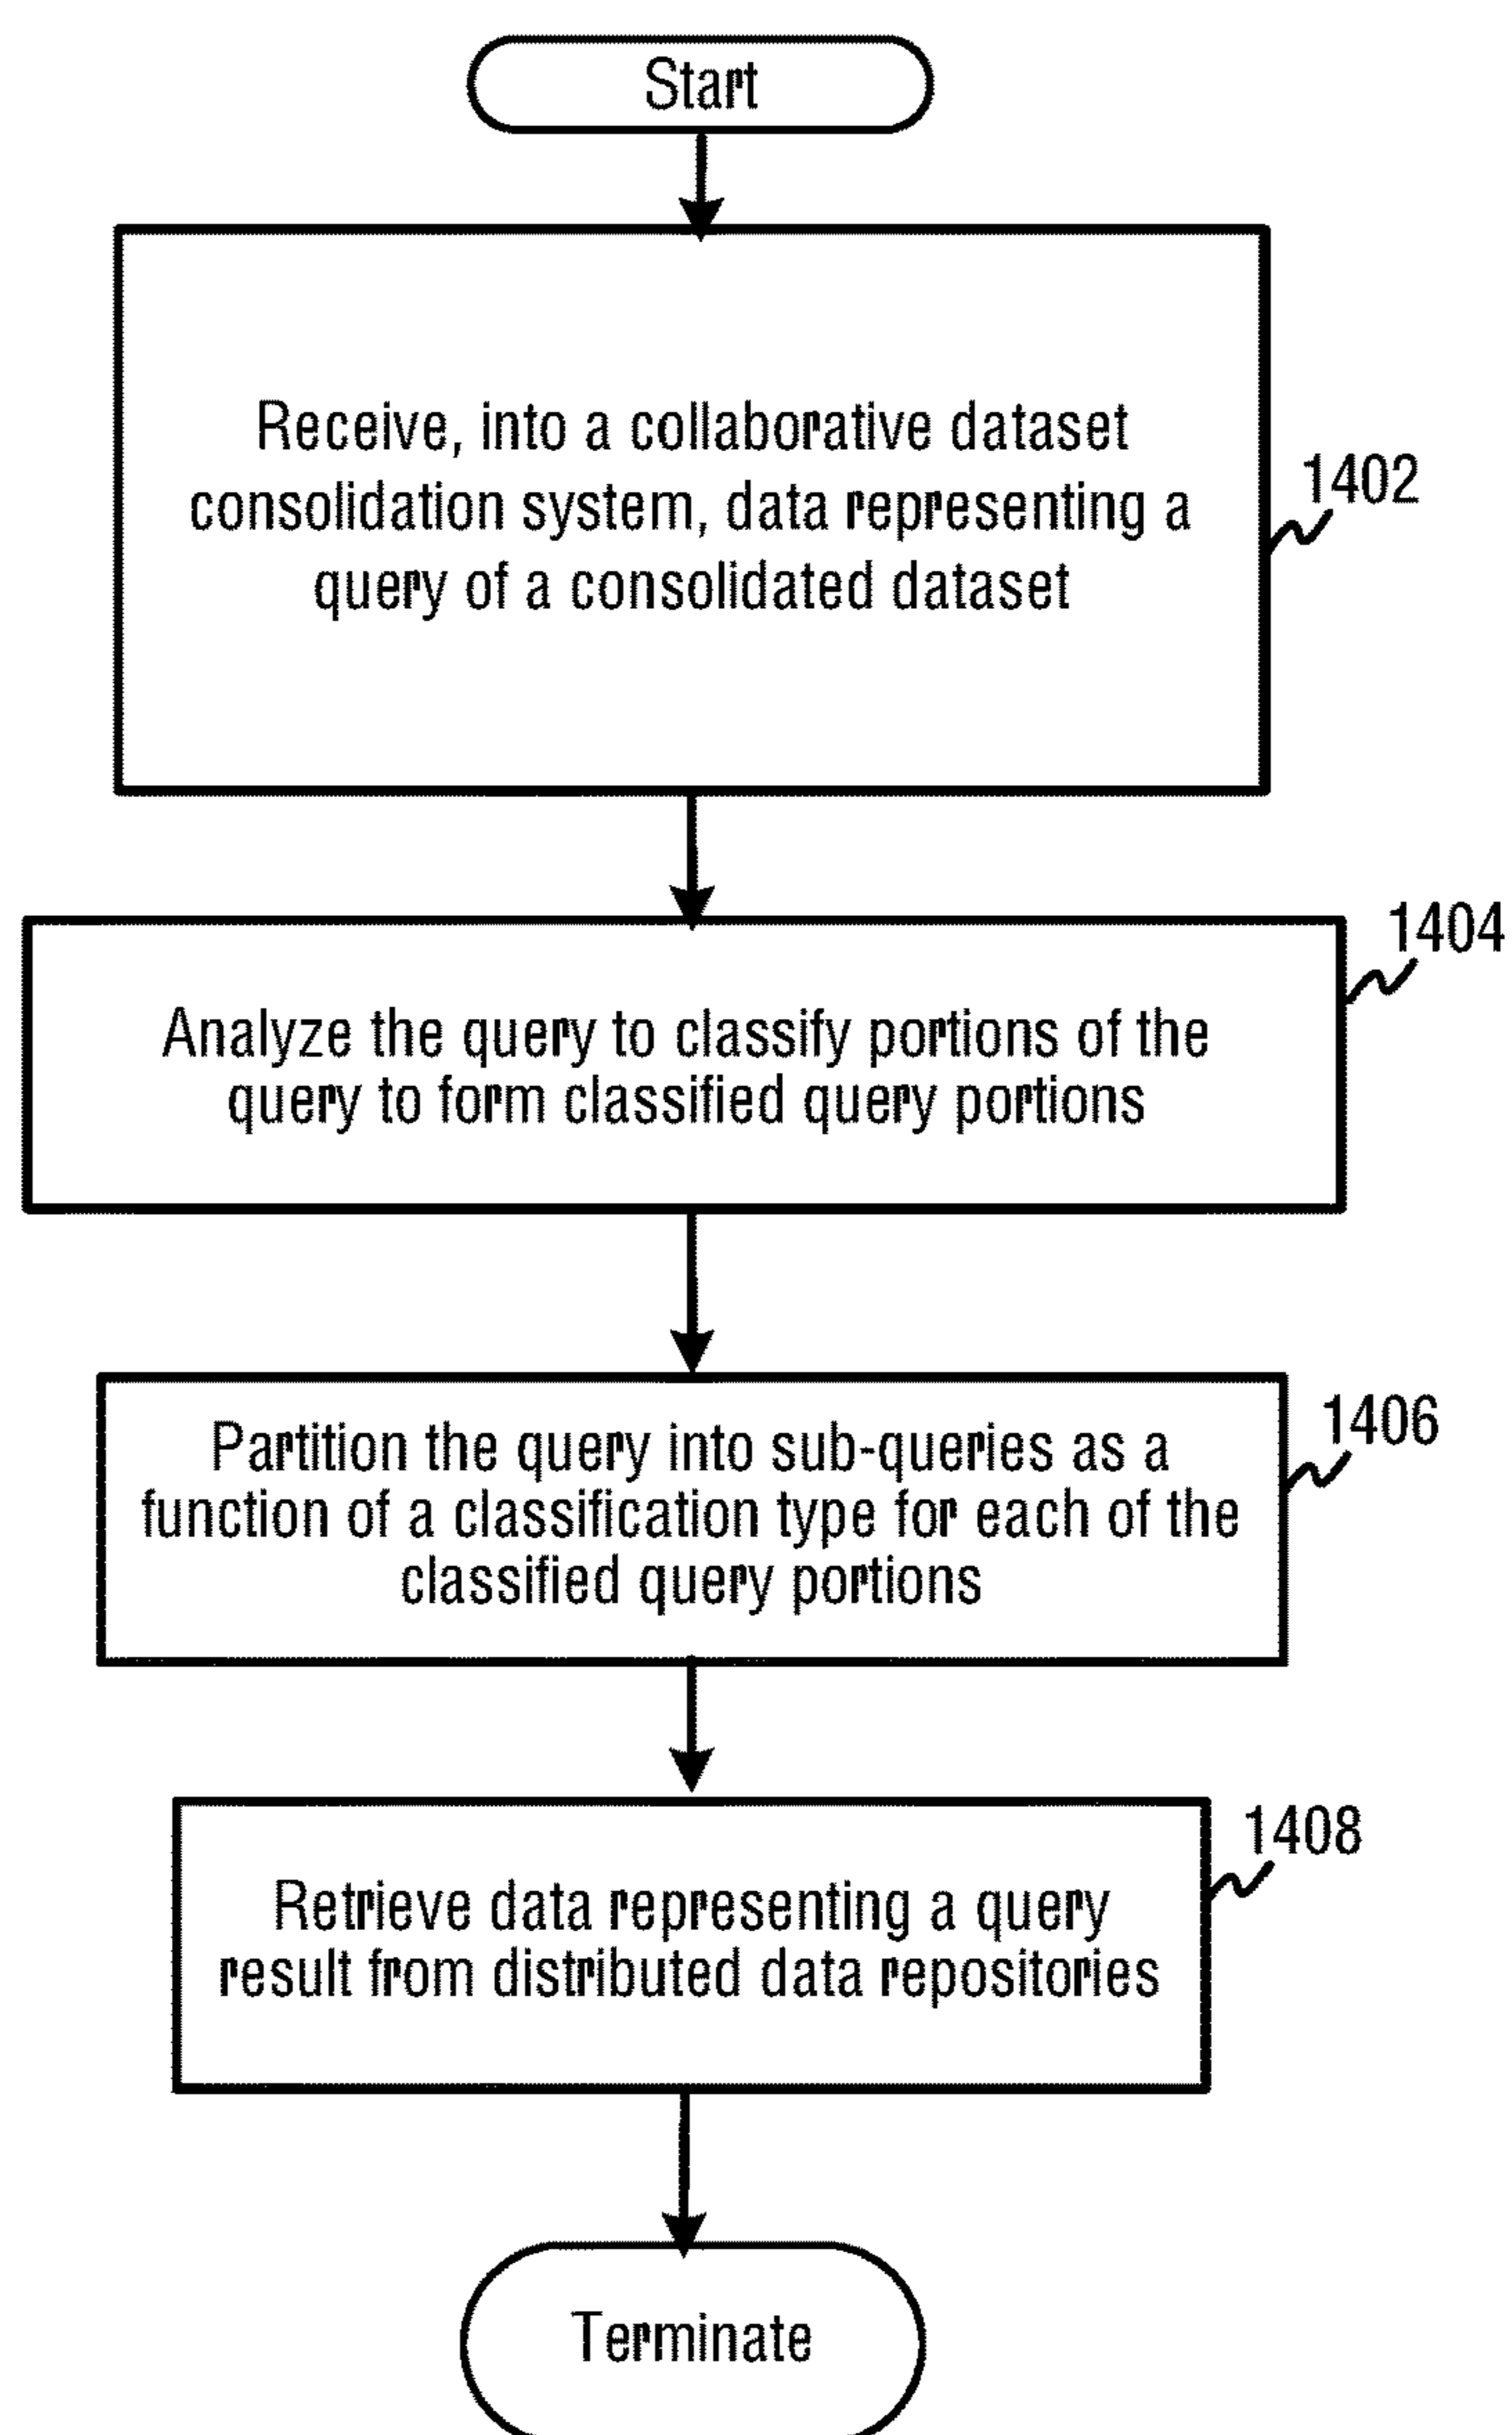 Start
Receive, into a collaborative dataset
consolidation system, data representing a
query of a consolidated dataset
1402
Analyze the query to classify portions of the
query to form classified query portions
1404
Partition the query into sub-queries as a
function of a classification type for each of the
classified query portions
1406
Retrieve data representing a query
result from distributed data repositories
1408
Terminate